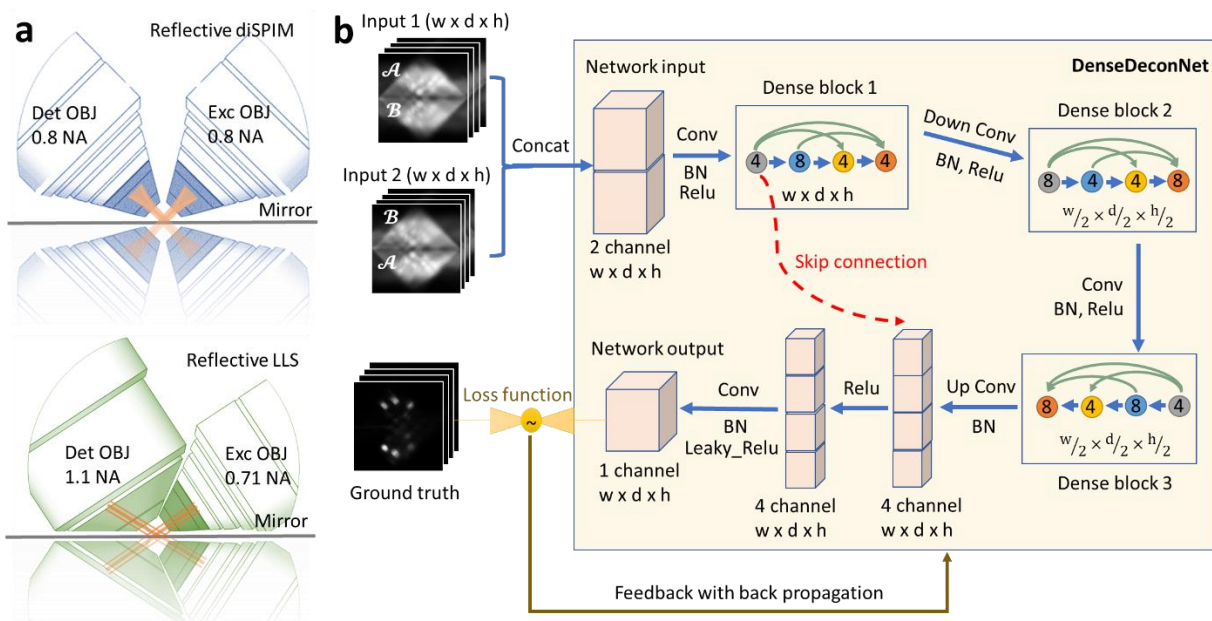 a
Reflective diSPIM
Det OBJ
0.8 NA
Exc OBJ
0.8 NA
Mirror
Reflective LLS
Det OBJ
1.1 NA
Exc OBJ
0.71 NA
Mirror
b
Input 1 (w x d x h)
A
B
Input 2 (w x d x h)
B
A
Concat
DenseDeconNet
Network input
2 channel
w x d x h
Conv
BN
Relu
Dense block 1
4
8
4
4
w x d x h
Down Conv
BN, Relu
Dense block 2
8
4
4
8
w/2 × d/2 × h/2
Skip connection
Conv
BN, Relu
8
4
8
4
w/2 × d/2 × h/2
Dense block 3
Up Conv
BN
4 channel
w x d x h
Relu
4 channel
w x d x h
Conv
BN
Leaky_Relu
Network output
1 channel
w x d x h
Loss function
~
Ground truth
Feedback with back propagation